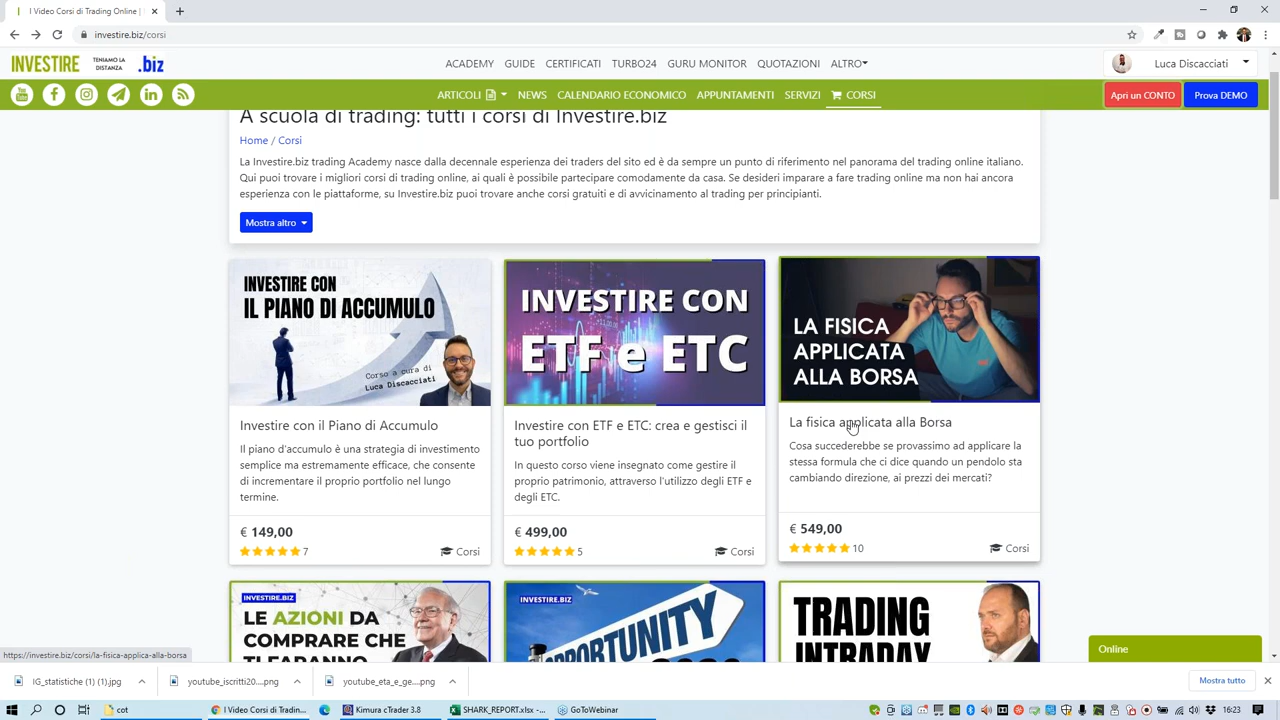 I Video Corsi di Trading Online |
investire.biz/corsi
INVESTIRE TENIAMO LA DISTANZA .biz
ACADEMY GUIDE CERTIFICATI TURBO24 GURU MONITOR QUOTAZIONI ALTRO
Luca Discacciati
ARTICOLI NEWS CALENDARIO ECONOMICO APPUNTAMENTI SERVIZI CORSI
Apri un CONTO
Prova DEMO
A scuola di trading: tutti i corsi di Investire.biz
Home / Corsi
La Investire.biz trading Academy nasce dalla decennale esperienza dei traders del sito ed è da sempre un punto di riferimento nel panorama del trading online italiano.
Qui puoi trovare i migliori corsi di trading online, ai quali è possibile partecipare comodamente da casa. Se desideri imparare a fare trading online ma non hai ancora
esperienza con le piattaforme, su Investire.biz puoi trovare anche corsi gratuiti e di avvicinamento al trading per principianti.
Mostra altro
INVESTIRE CON
IL PIANO DI ACCUMULO
Corso a cura di
Luca Discacciati
Investire con il Piano di Accumulo
Il piano d'accumulo è una strategia di investimento
semplice ma estremamente efficace, che consente
di incrementare il proprio portfolio nel lungo
termine.
€ 149,00
7
Corsi
INVESTIRE CON
ETF e ETC
Investire con ETF e ETC: crea e gestisci il
tuo portfolio
In questo corso viene insegnato come gestire il
proprio patrimonio, attraverso l'utilizzo degli ETF e
degli ETC.
€ 499,00
5
Corsi
LA FISICA
APPLICATA
ALLA BORSA
La fisica applicata alla Borsa
Cosa succederebbe se provassimo ad applicare la
stessa formula che ci dice quando un pendolo sta
cambiando direzione, ai prezzi dei mercati?
€ 549,00
10
Corsi
INVESTIRE.BIZ
LE AZIONI DA
COMPRARE CHE
TI FARANNO
INVESTIRE.BIZ
OPPORTUNITY
TRADING
INTRADAY
Online
https://investire.biz/corsi/la-fisica-applica-alla-borsa
IG_statistiche (1) (1).jpg
youtube_iscritti20....png
youtube_eta_e_ge....png
Mostra tutto
cot
I Video Corsi di Tradin...
Kimura cTrader 3.8
SHARK_REPORT.xlsx -...
GoToWebinar
16:23